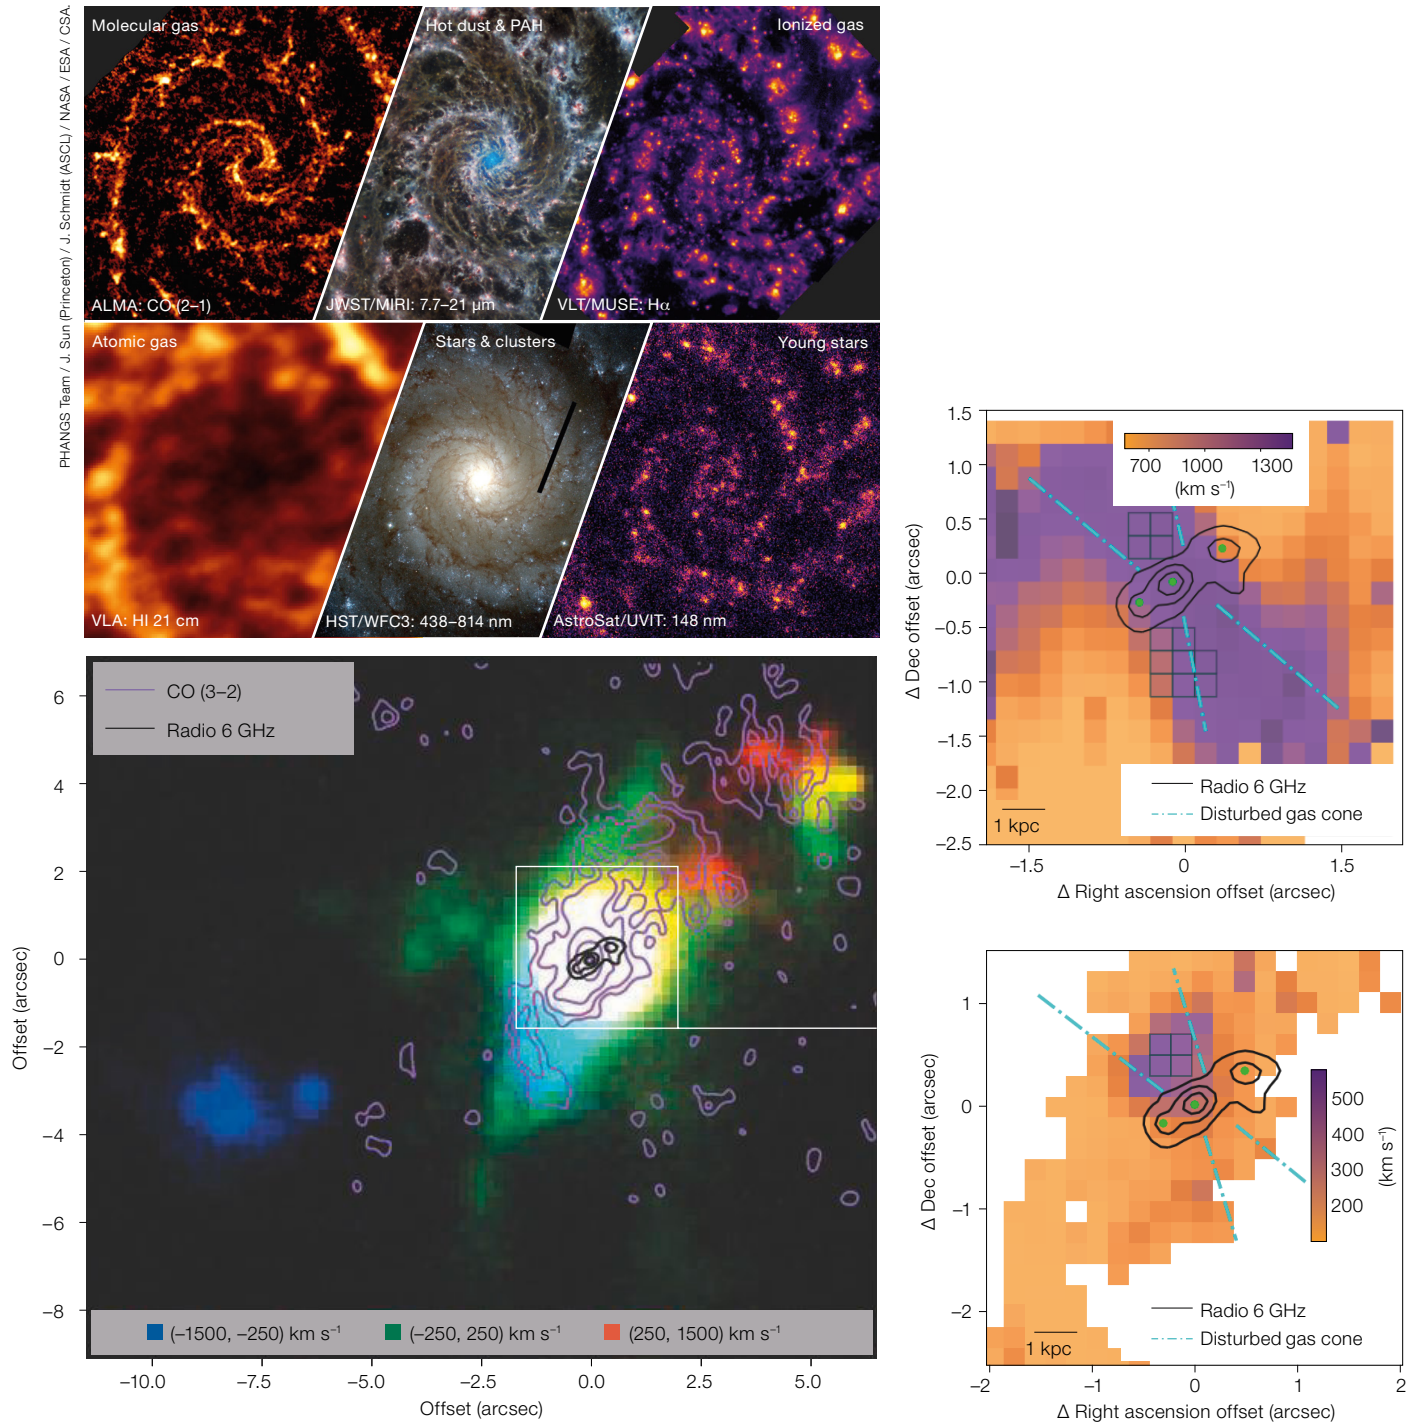 PHANGS Team / J. Sun (Princeton) / J. Schmidt (ASCL) / NASA / ESA / CSA.
Molecular gas
Hot dust & PAH
Ionized gas
ALMA: CO (2–1)
JWST/MIRI: 7.7–21 µm
VLT/MUSE: Hα
Atomic gas
Stars & clusters
Young stars
VLA: HI 21 cm
HST/WFC3: 438–814 nm
AstroSat/UVIT: 148 nm
CO (3–2)
Radio 6 GHz
6
4
2
0
–2
–4
–6
–8
Offset (arcsec)
(–1500, –250) km s⁻¹
(–250, 250) km s⁻¹
(250, 1500) km s⁻¹
–10.0
–7.5
–5.0
–2.5
0.0
2.5
5.0
Offset (arcsec)
1.5
1.0
0.5
0.0
–0.5
–1.0
–1.5
–2.0
–2.5
Δ Dec offset (arcsec)
700
1000
1300
(km s⁻¹)
Radio 6 GHz
Disturbed gas cone
1 kpc
–1.5
0
1.5
Δ Right ascension offset (arcsec)
1
0
–1
–2
Δ Dec offset (arcsec)
500
400
300
200
(km s⁻¹)
Radio 6 GHz
Disturbed gas cone
1 kpc
–2
–1
0
1
2
Δ Right ascension offset (arcsec)